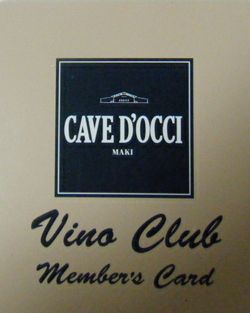 CAVE D'OCCI
MAKI
Vino Club
Member's Card